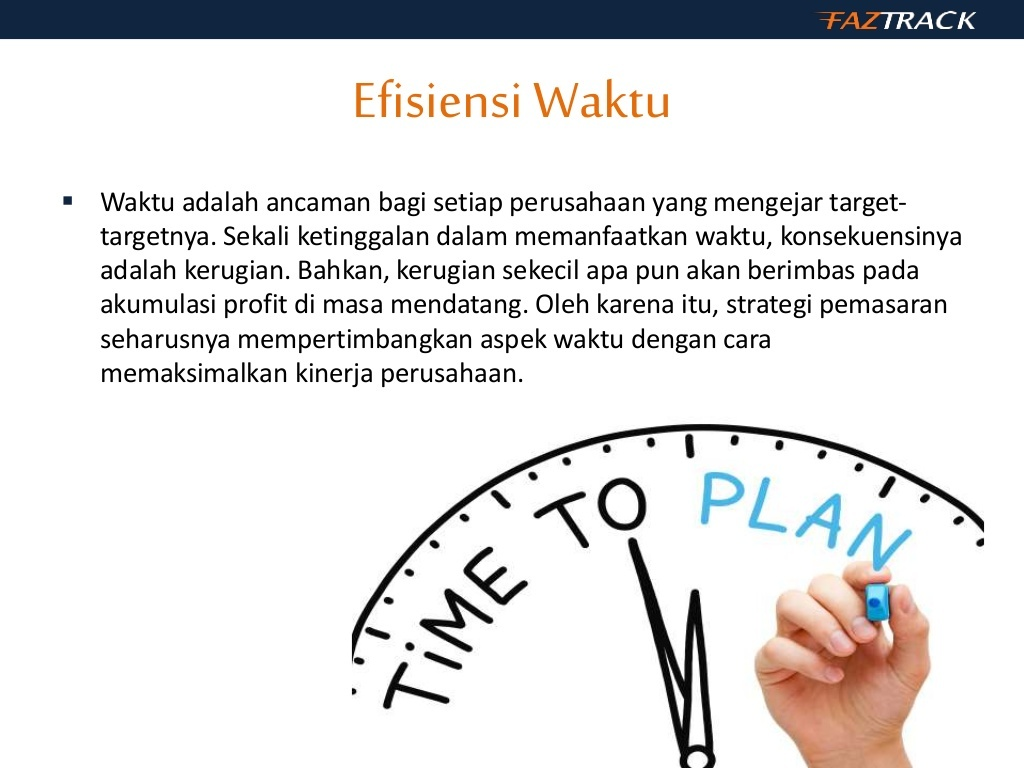 FAZTRACK
Efisiensi Waktu
▪ Waktu adalah ancaman bagi setiap perusahaan yang mengejar target-
targetnya. Sekali ketinggalan dalam memanfaatkan waktu, konsekuensinya
adalah kerugian. Bahkan, kerugian sekecil apa pun akan berimbas pada
akumulasi profit di masa mendatang. Oleh karena itu, strategi pemasaran
seharusnya mempertimbangkan aspek waktu dengan cara
memaksimalkan kinerja perusahaan.
TiME TO PLAN